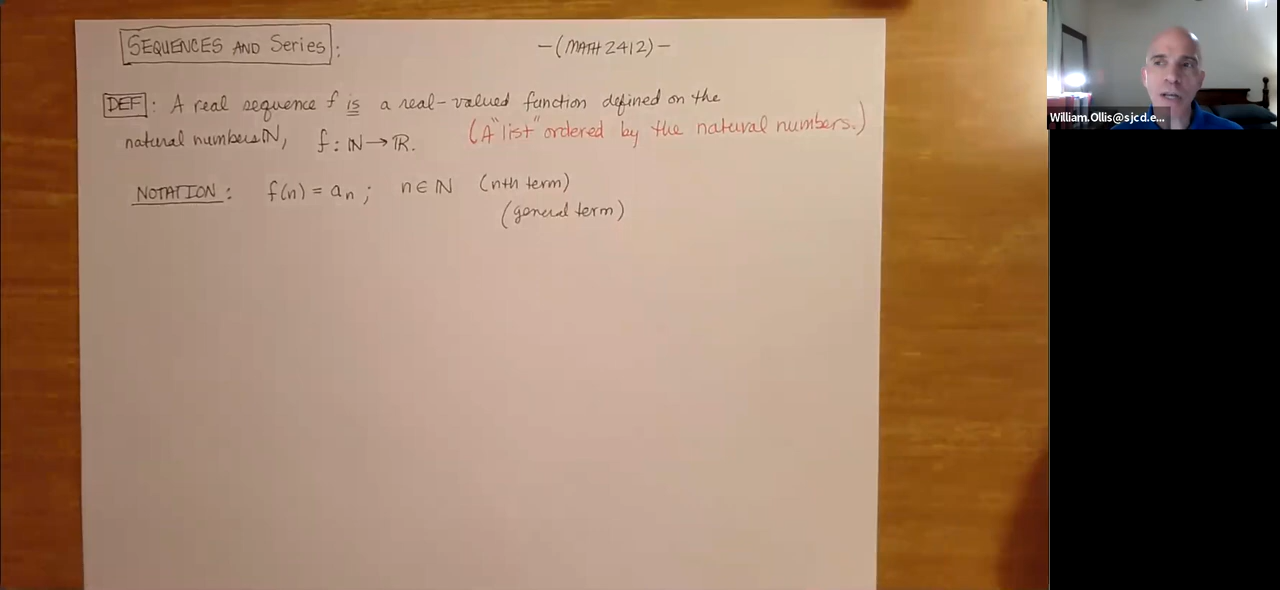 SEQUENCES AND Series:
-(MATH 2412)-
DEF: A real sequence f is a real-valued function defined on the
natural numbers ℕ, f: ℕ→ℝ. (A "list" ordered by the natural numbers.)
NOTATION: f(n) = aₙ; n∈ℕ (nth term)
(general term)
William.Ollis@sjcd.e...